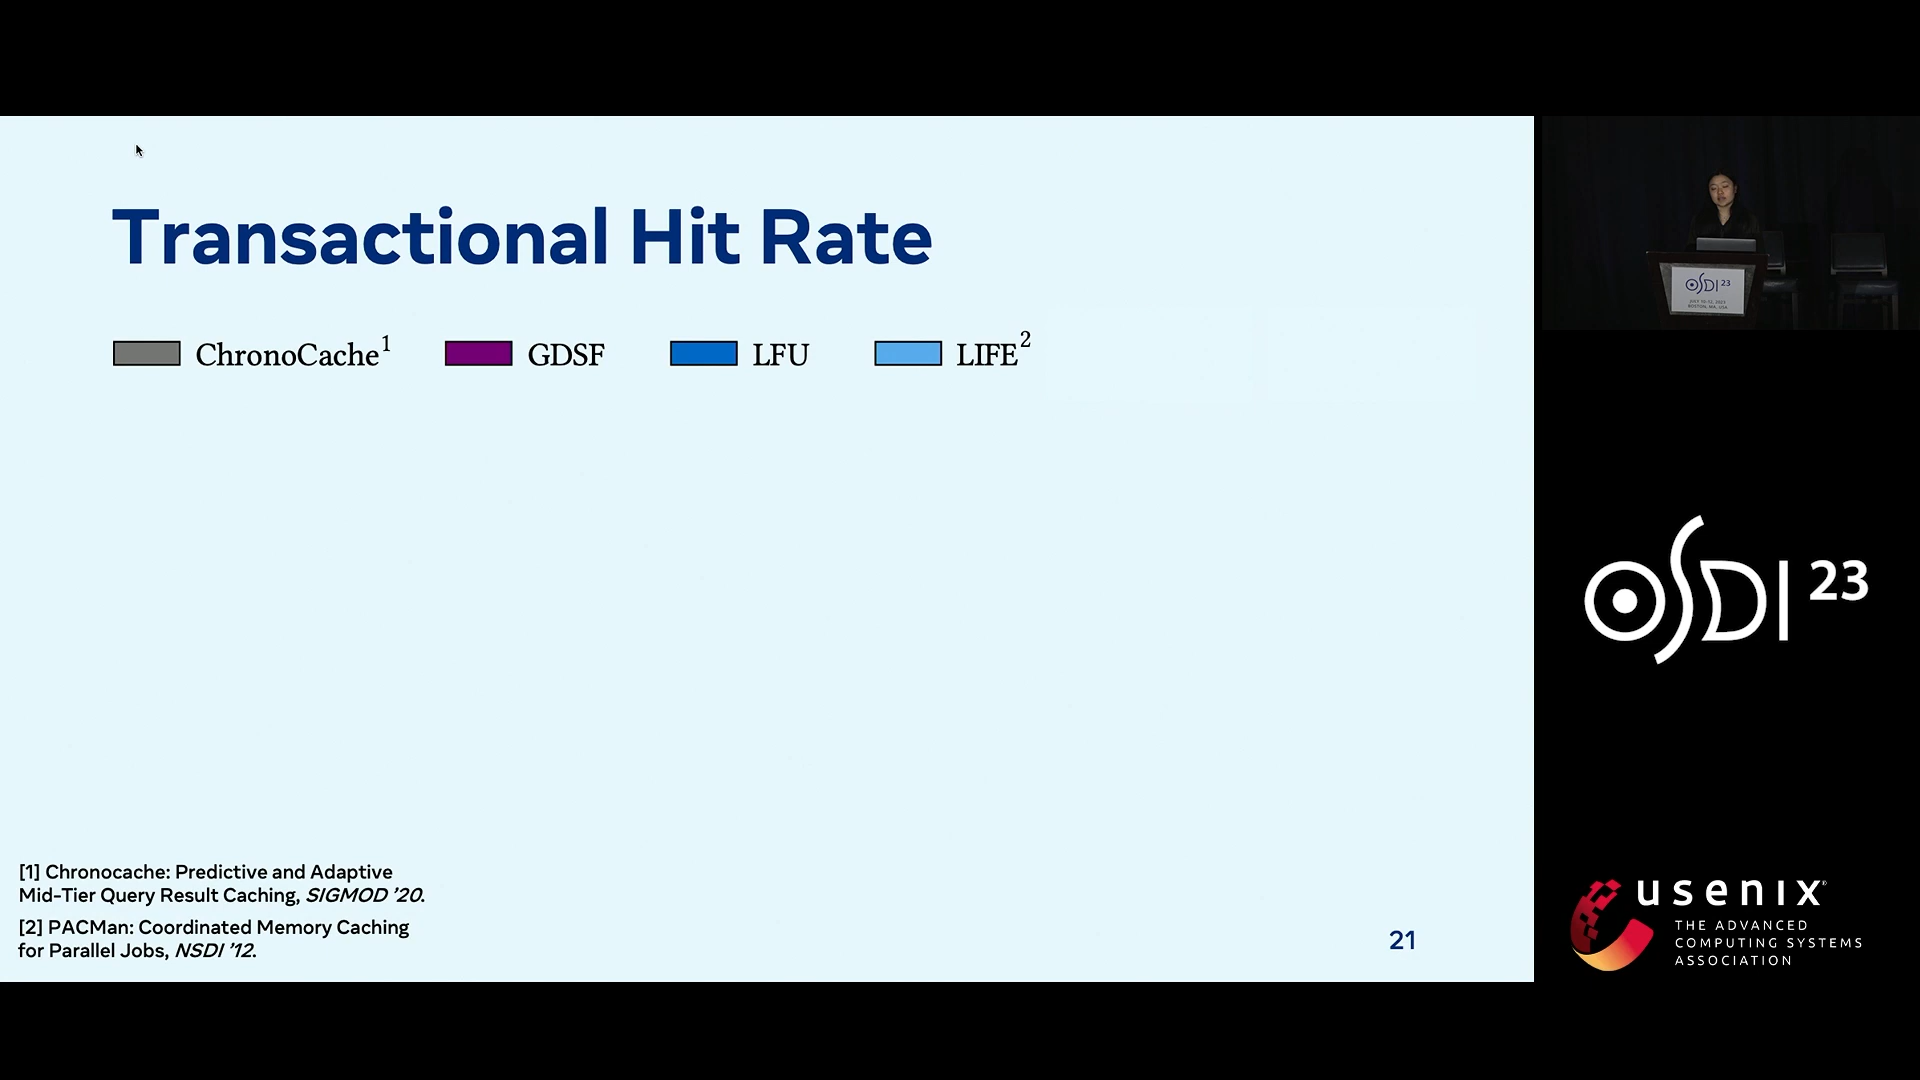 Transactional Hit Rate
ChronoCache¹ GDSF LFU LIFE²
[1] Chronocache: Predictive and Adaptive
Mid-Tier Query Result Caching, SIGMOD ’20.
[2] PACMan: Coordinated Memory Caching
for Parallel Jobs, NSDI ’12.
21
OSDI 23
OSDI 23
usenix
THE ADVANCED
COMPUTING SYSTEMS
ASSOCIATION